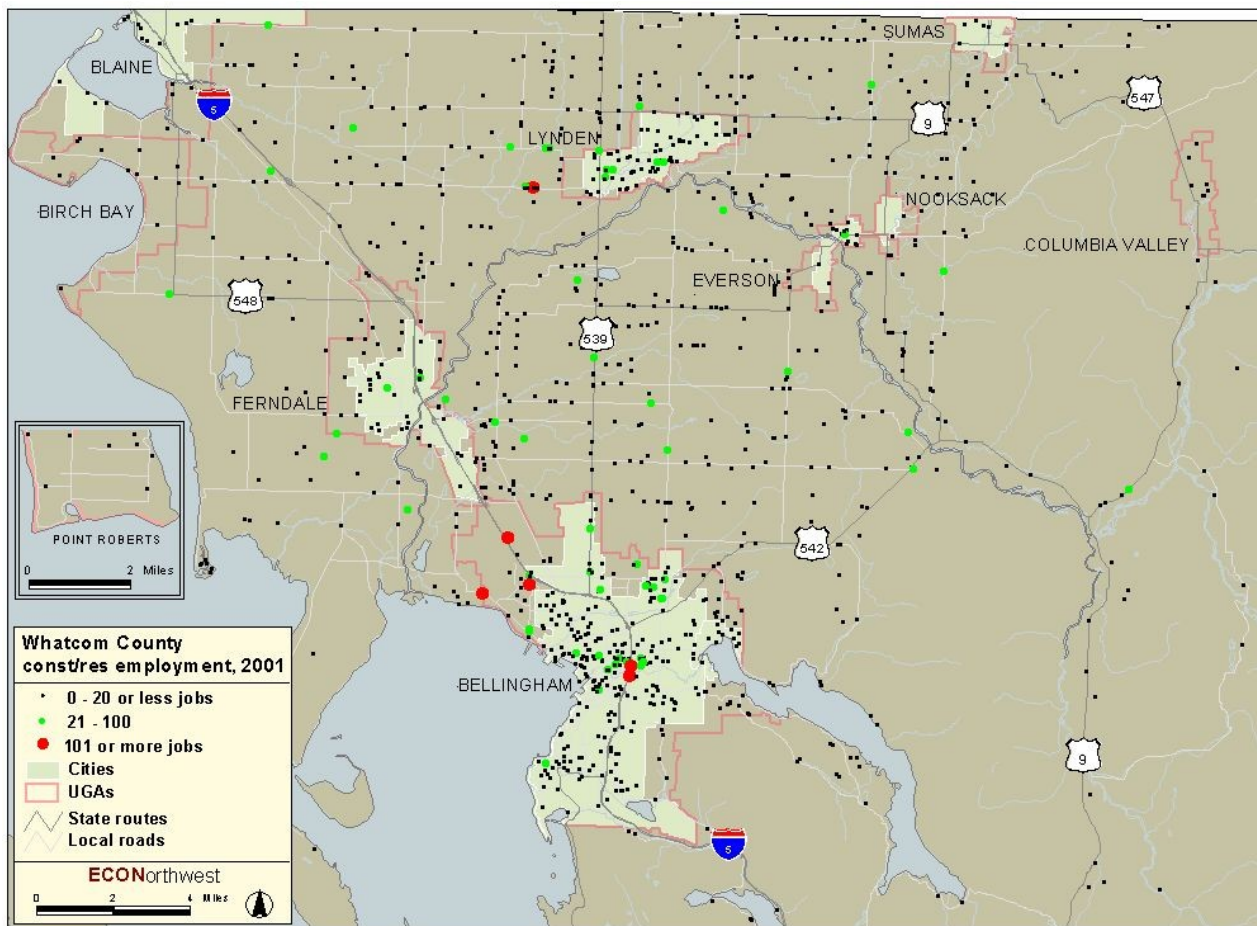 SUMAS
BLAINE
5
547
9
LYNDEN
NOOKSACK
BIRCH BAY
COLUMBIA VALLEY
EVERSON
548
539
FERNDALE
POINT ROBERTS
0 2 Miles
542
Whatcom County
const/res employment, 2001
0 - 20 or less jobs
21 - 100
101 or more jobs
Cities
UGAs
State routes
Local roads
ECONorthwest
0 2 4 Miles
BELLINGHAM
9
5